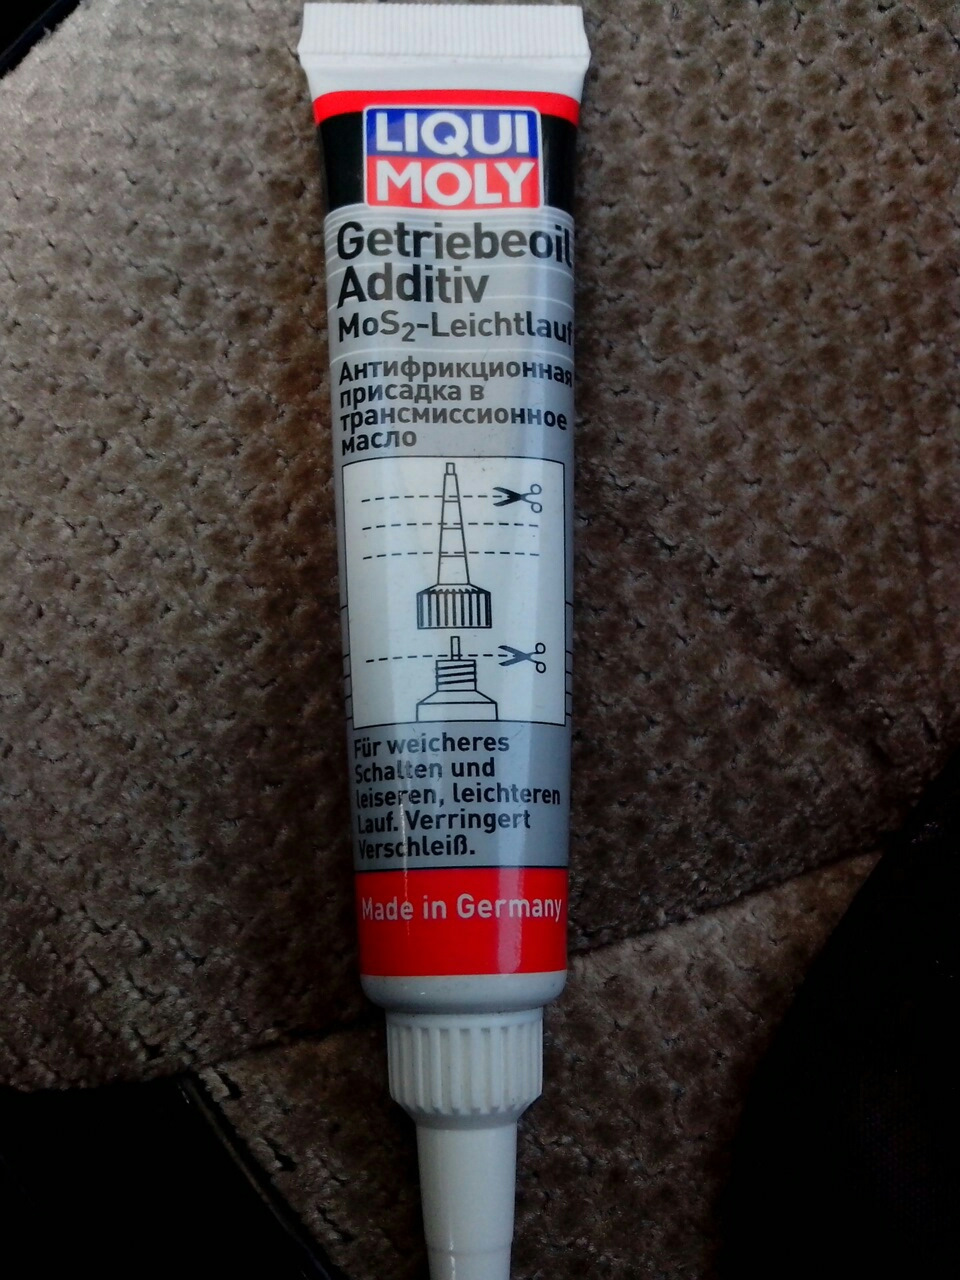 LIQUI
MOLY
Getriebeoil
Additiv
MoS₂-Leichtlauf
Антифрикционная
присадка в
трансмиссионное
масло
Für weicheres
Schalten und
leiseren, leichteren
Lauf. Verringert
Verschleiß.
Made in Germany